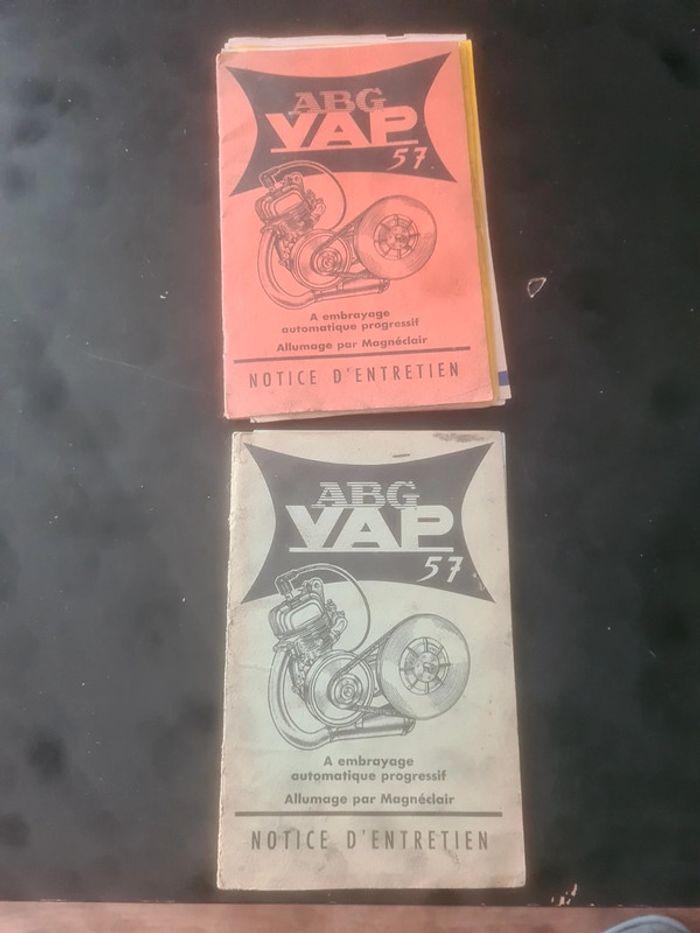 ABG
VAP
57
A embrayage
automatique progressif
Allumage par Magnéclair
NOTICE D'ENTRETIEN
ABG
VAP
57
A embrayage
automatique progressif
Allumage par Magnéclair
NOTICE D'ENTRETIEN